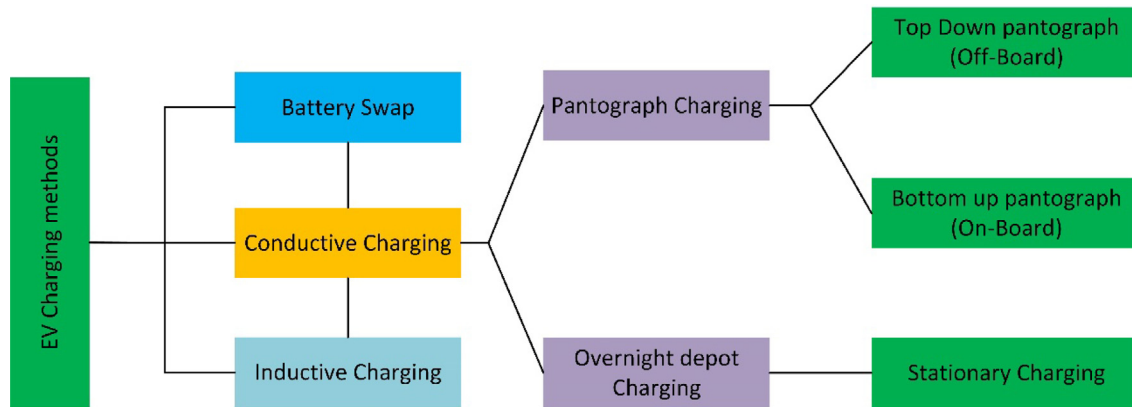 EV Charging methods
Battery Swap
Conductive Charging
Inductive Charging
Pantograph Charging
Overnight depot
Charging
Top Down pantograph
(Off-Board)
Bottom up pantograph
(On-Board)
Stationary Charging